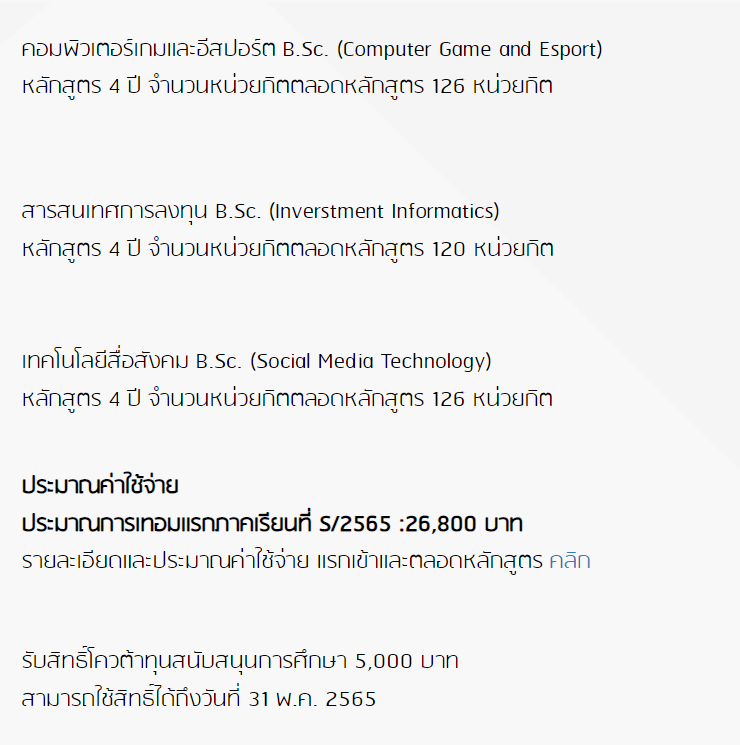 คอมพิวเตอร์เกมและอีสปอร์ต B.Sc. (Computer Game and Esport)
หลักสูตร 4 ปี จำนวนหน่วยกิตตลอดหลักสูตร 126 หน่วยกิต
สารสนเทศการลงทุน B.Sc. (Inverstment Informatics)
หลักสูตร 4 ปี จำนวนหน่วยกิตตลอดหลักสูตร 120 หน่วยกิต
เทคโนโลยีสื่อสังคม B.Sc. (Social Media Technology)
หลักสูตร 4 ปี จำนวนหน่วยกิตตลอดหลักสูตร 126 หน่วยกิต
ประมาณค่าใช้จ่าย
ประมาณการเทอมแรกภาคเรียนที่ S/2565 :26,800 บาท
รายละเอียดและประมาณค่าใช้จ่าย แรกเข้าและตลอดหลักสูตร คลิก
รับสิทธิ์โควต้าทุนสนับสนุนการศึกษา 5,000 บาท
สามารถใช้สิทธิ์ได้ถึงวันที่ 31 พ.ค. 2565